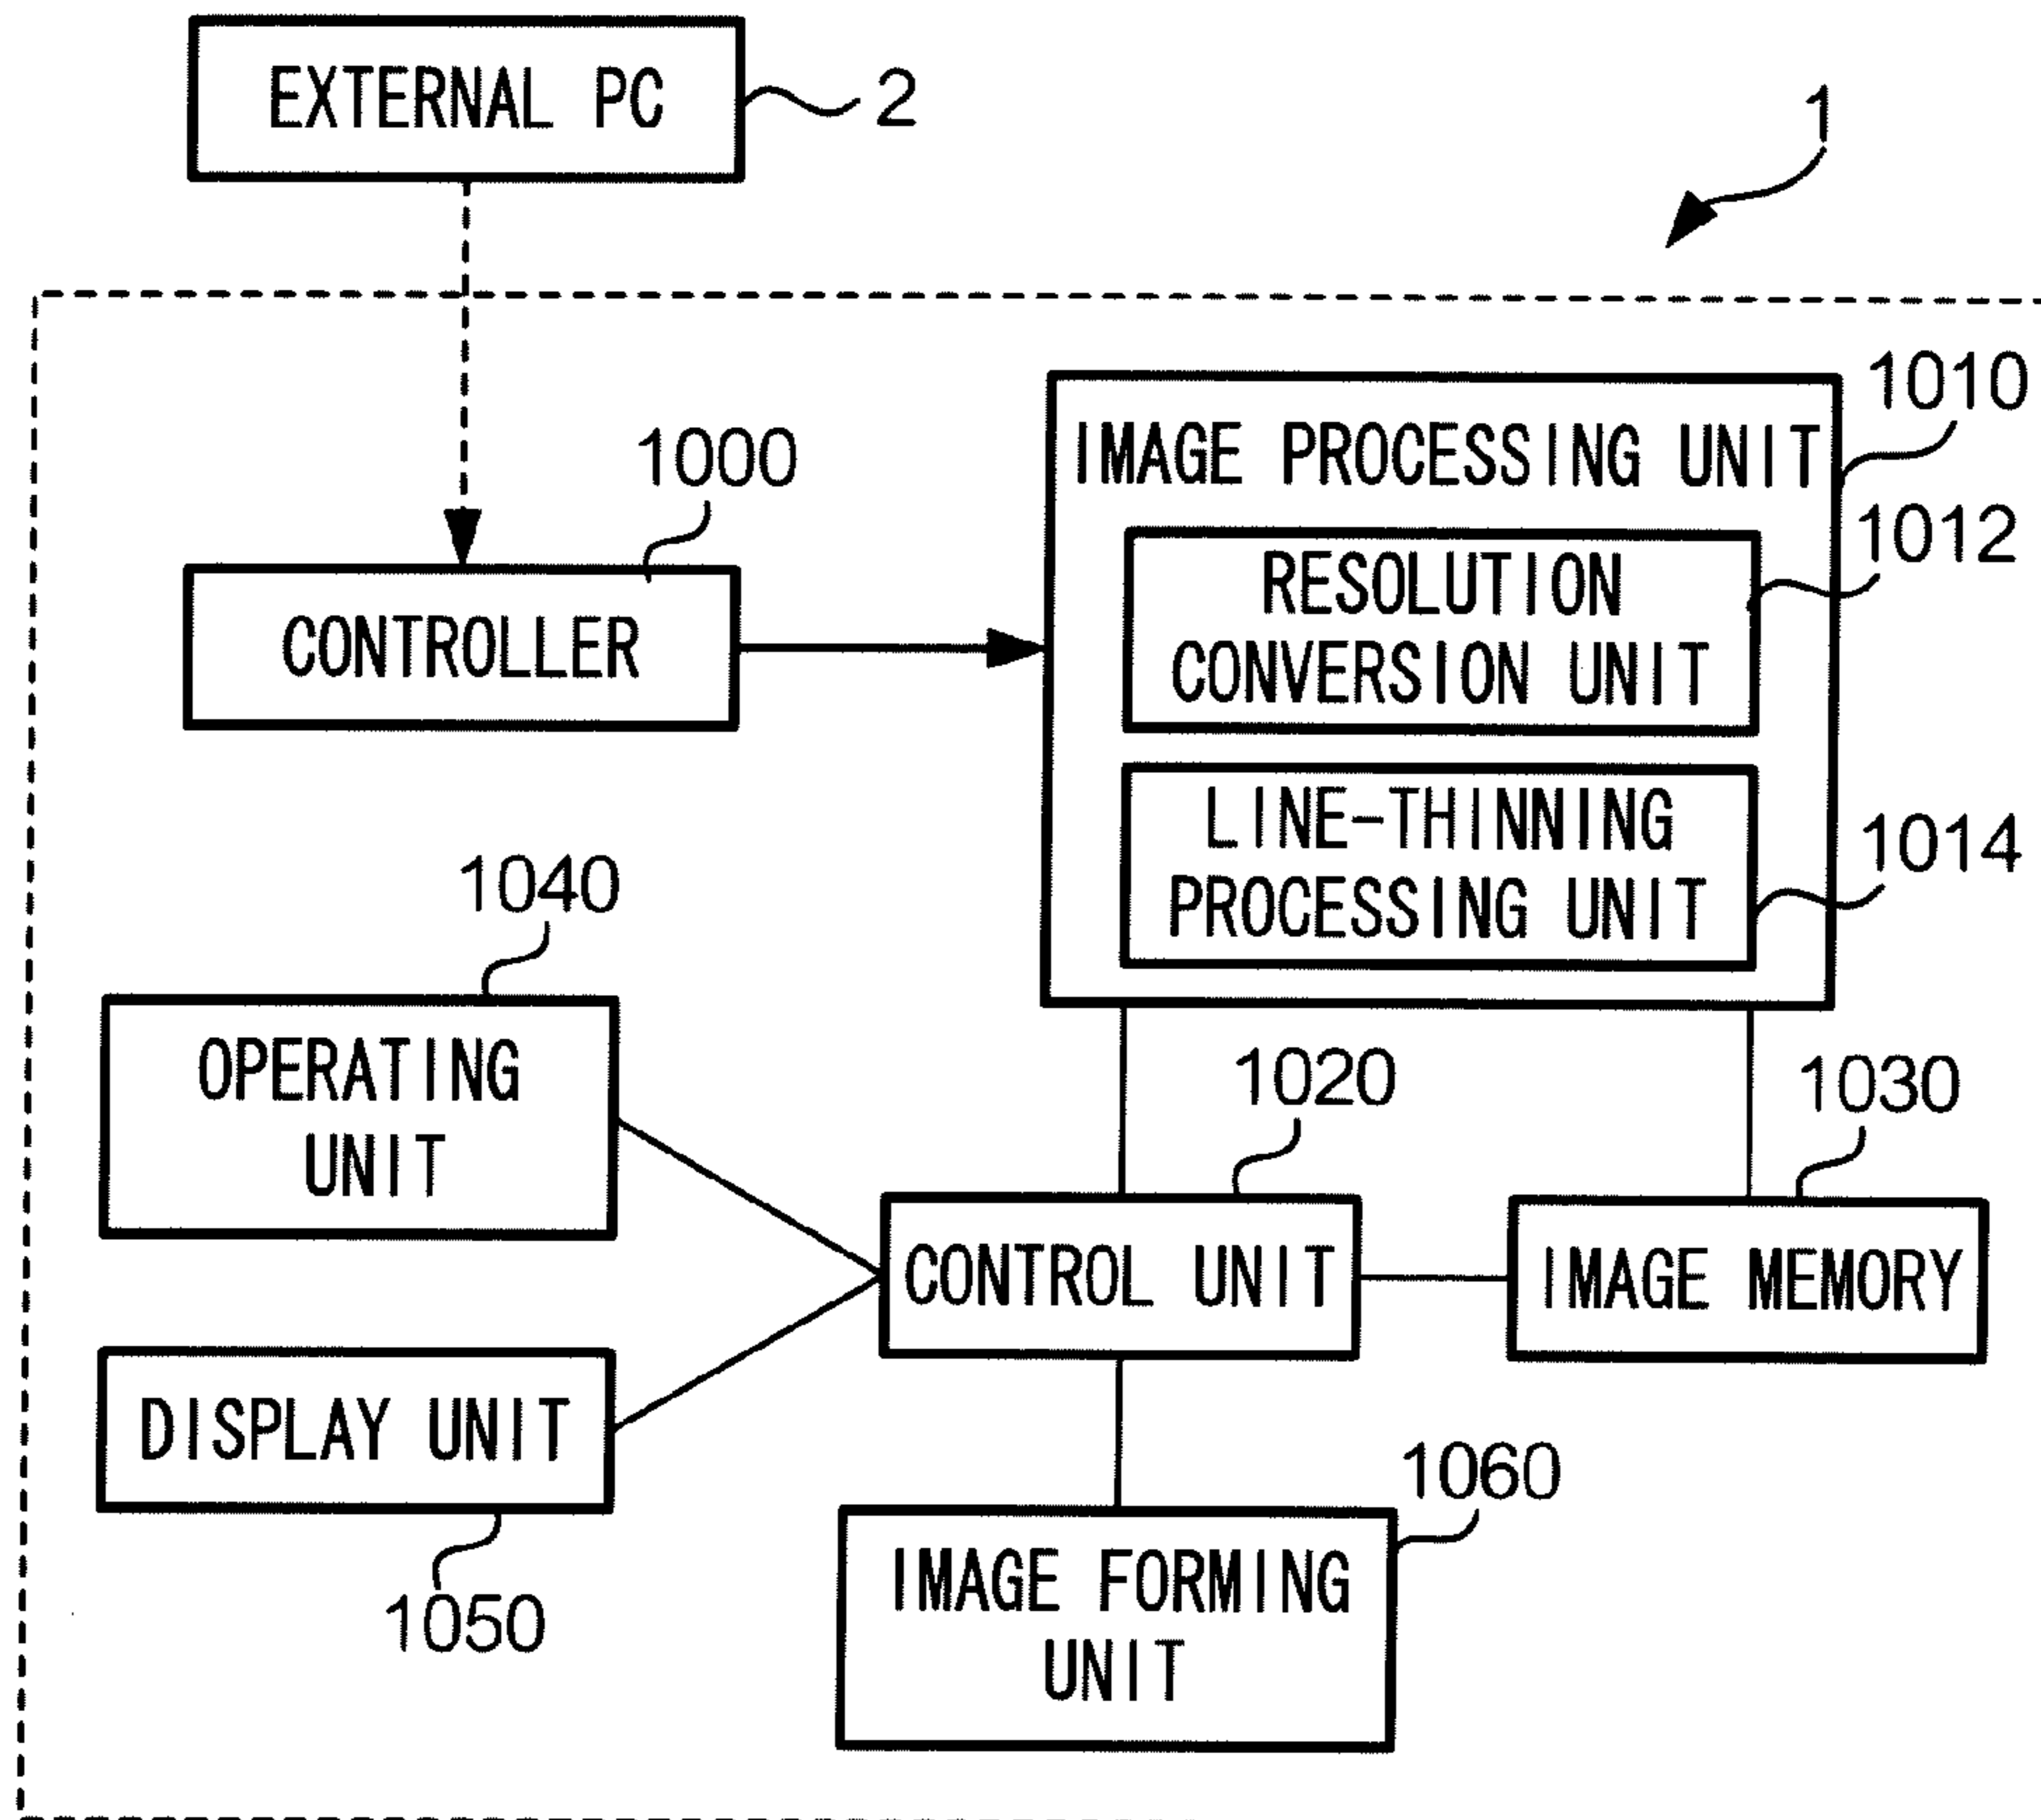 EXTERNAL PC
2
1
1010
IMAGE PROCESSING UNIT
1000
1012
RESOLUTION
CONVERSION UNIT
CONTROLLER
LINE-THINNING
PROCESSING UNIT
1014
1040
OPERATING
UNIT
1020
1030
CONTROL UNIT
IMAGE MEMORY
DISPLAY UNIT
1050
1060
IMAGE FORMING
UNIT